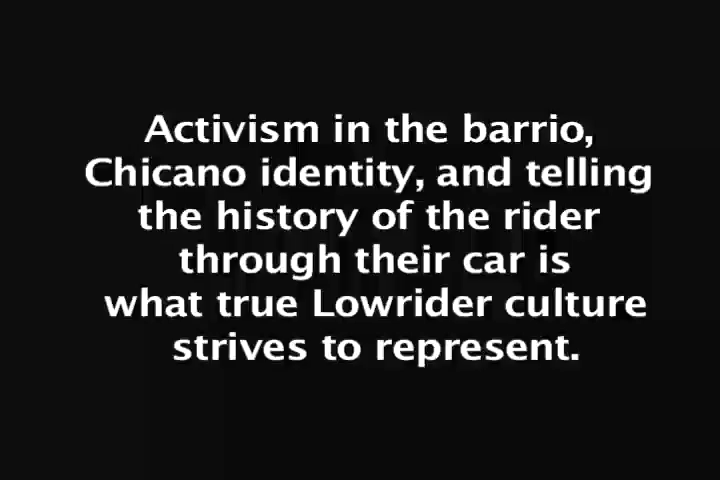 Activism in the barrio,
Chicano identity, and telling
the history of the rider
through their car is
what true Lowrider culture
strives to represent.